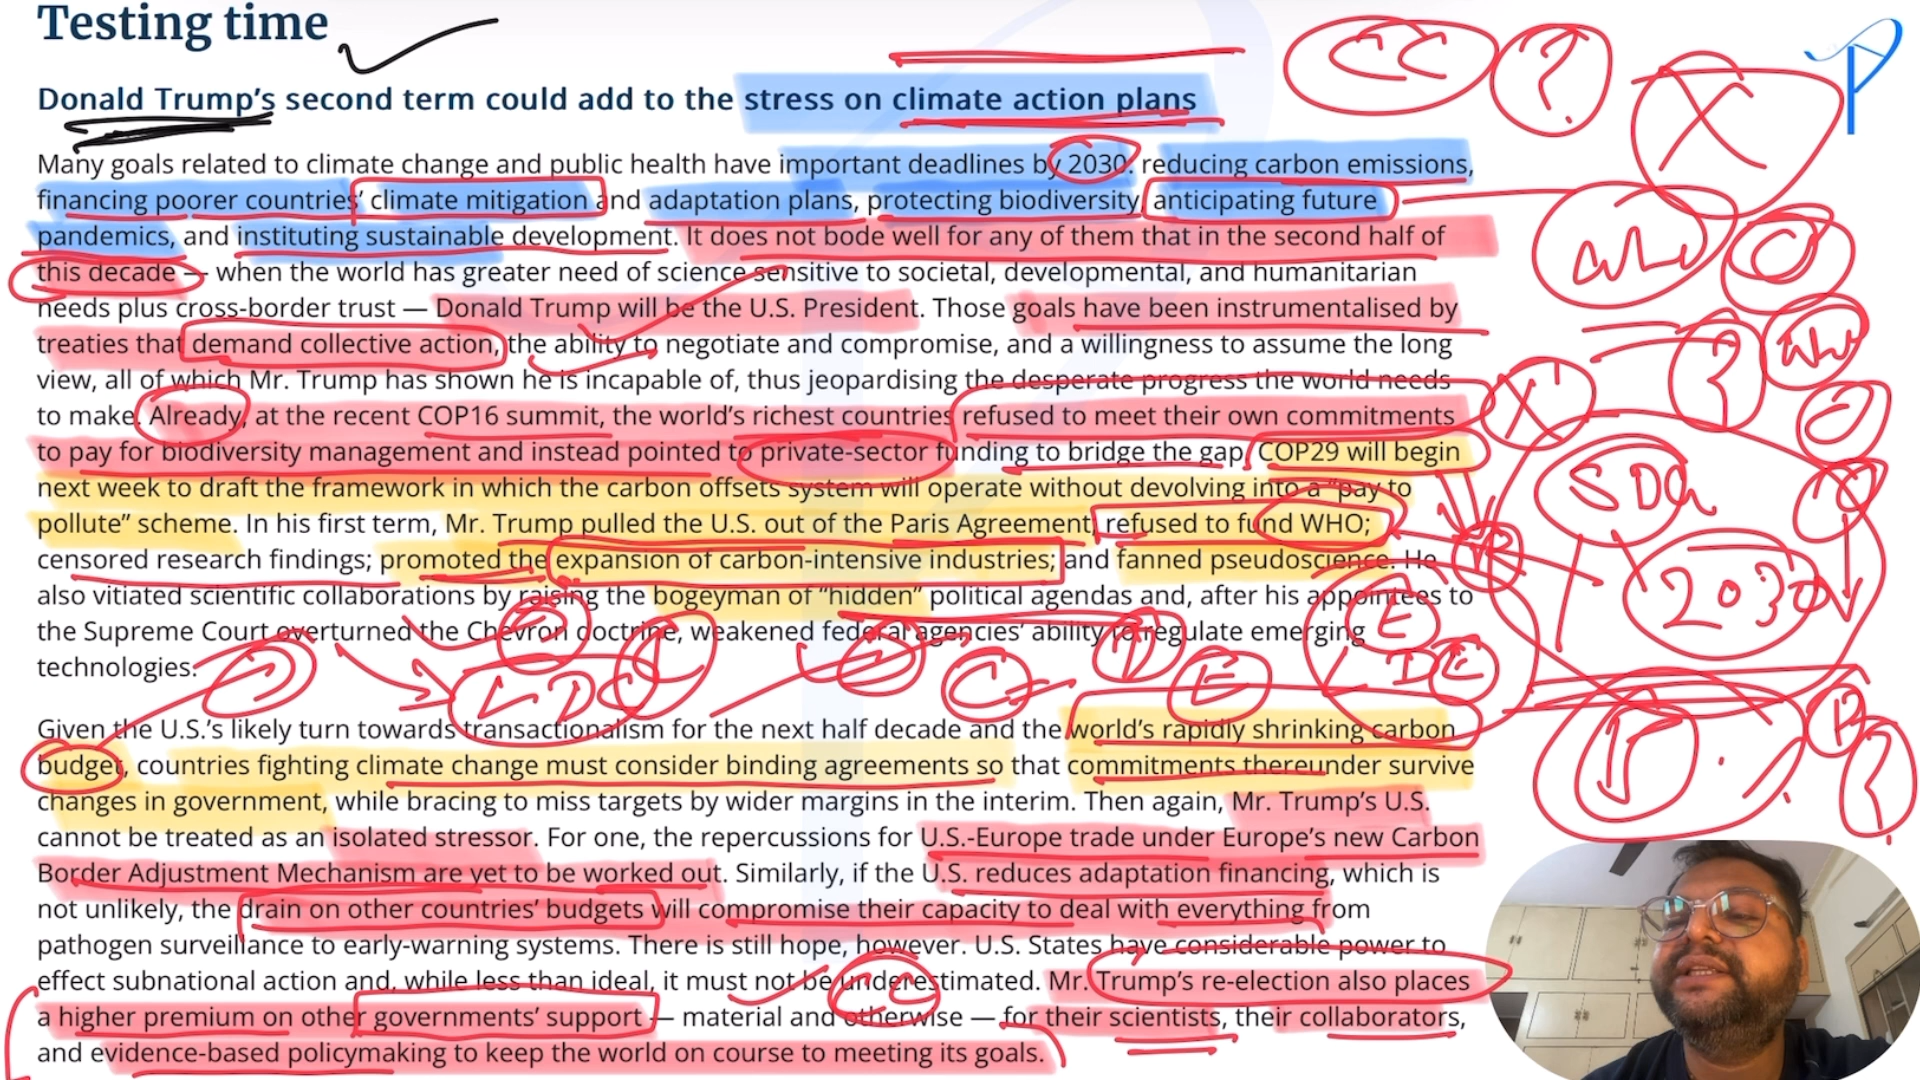 Testing time
Donald Trump's second term could add to the stress on climate action plans
Many goals related to climate change and public health have important deadlines by 2030: reducing carbon emissions,
financing poorer countries' climate mitigation and adaptation plans, protecting biodiversity, anticipating future
pandemics, and instituting sustainable development. It does not bode well for any of them that in the second half of
this decade — when the world has greater need of science sensitive to societal, developmental, and humanitarian
needs plus cross-border trust — Donald Trump will be the U.S. President. Those goals have been instrumentalised by
treaties that demand collective action, the ability to negotiate and compromise, and a willingness to assume the long
view, all of which Mr. Trump has shown he is incapable of, thus jeopardising the desperate progress the world needs
to make. Already, at the recent COP16 summit, the world's richest countries refused to meet their own commitments
to pay for biodiversity management and instead pointed to private-sector funding to bridge the gap. COP29 will begin
next week to draft the framework in which the carbon offsets system will operate without devolving into a "pay to
pollute" scheme. In his first term, Mr. Trump pulled the U.S. out of the Paris Agreement, refused to fund WHO;
censored research findings; promoted the expansion of carbon-intensive industries; and fanned pseudoscience. He
also vitiated scientific collaborations by raising the bogeyman of "hidden" political agendas and, after his appointees to
the Supreme Court overturned the Chevron doctrine, weakened federal agencies' ability to regulate emerging
technologies.
Given the U.S.'s likely turn towards transactionalism for the next half decade and the world's rapidly shrinking carbon
budget, countries fighting climate change must consider binding agreements so that commitments thereunder survive
changes in government, while bracing to miss targets by wider margins in the interim. Then again, Mr. Trump's U.S.
cannot be treated as an isolated stressor. For one, the repercussions for U.S.-Europe trade under Europe's new Carbon
Border Adjustment Mechanism are yet to be worked out. Similarly, if the U.S. reduces adaptation financing, which is
not unlikely, the drain on other countries' budgets will compromise their capacity to deal with everything from
pathogen surveillance to early-warning systems. There is still hope, however. U.S. States have considerable power to
effect subnational action and, while less than ideal, it must not be underestimated. Mr. Trump's re-election also places
a higher premium on other governments' support — material and otherwise — for their scientists, their collaborators,
and evidence-based policymaking to keep the world on course to meeting its goals.
CC ?
X
Who
SDG
2030